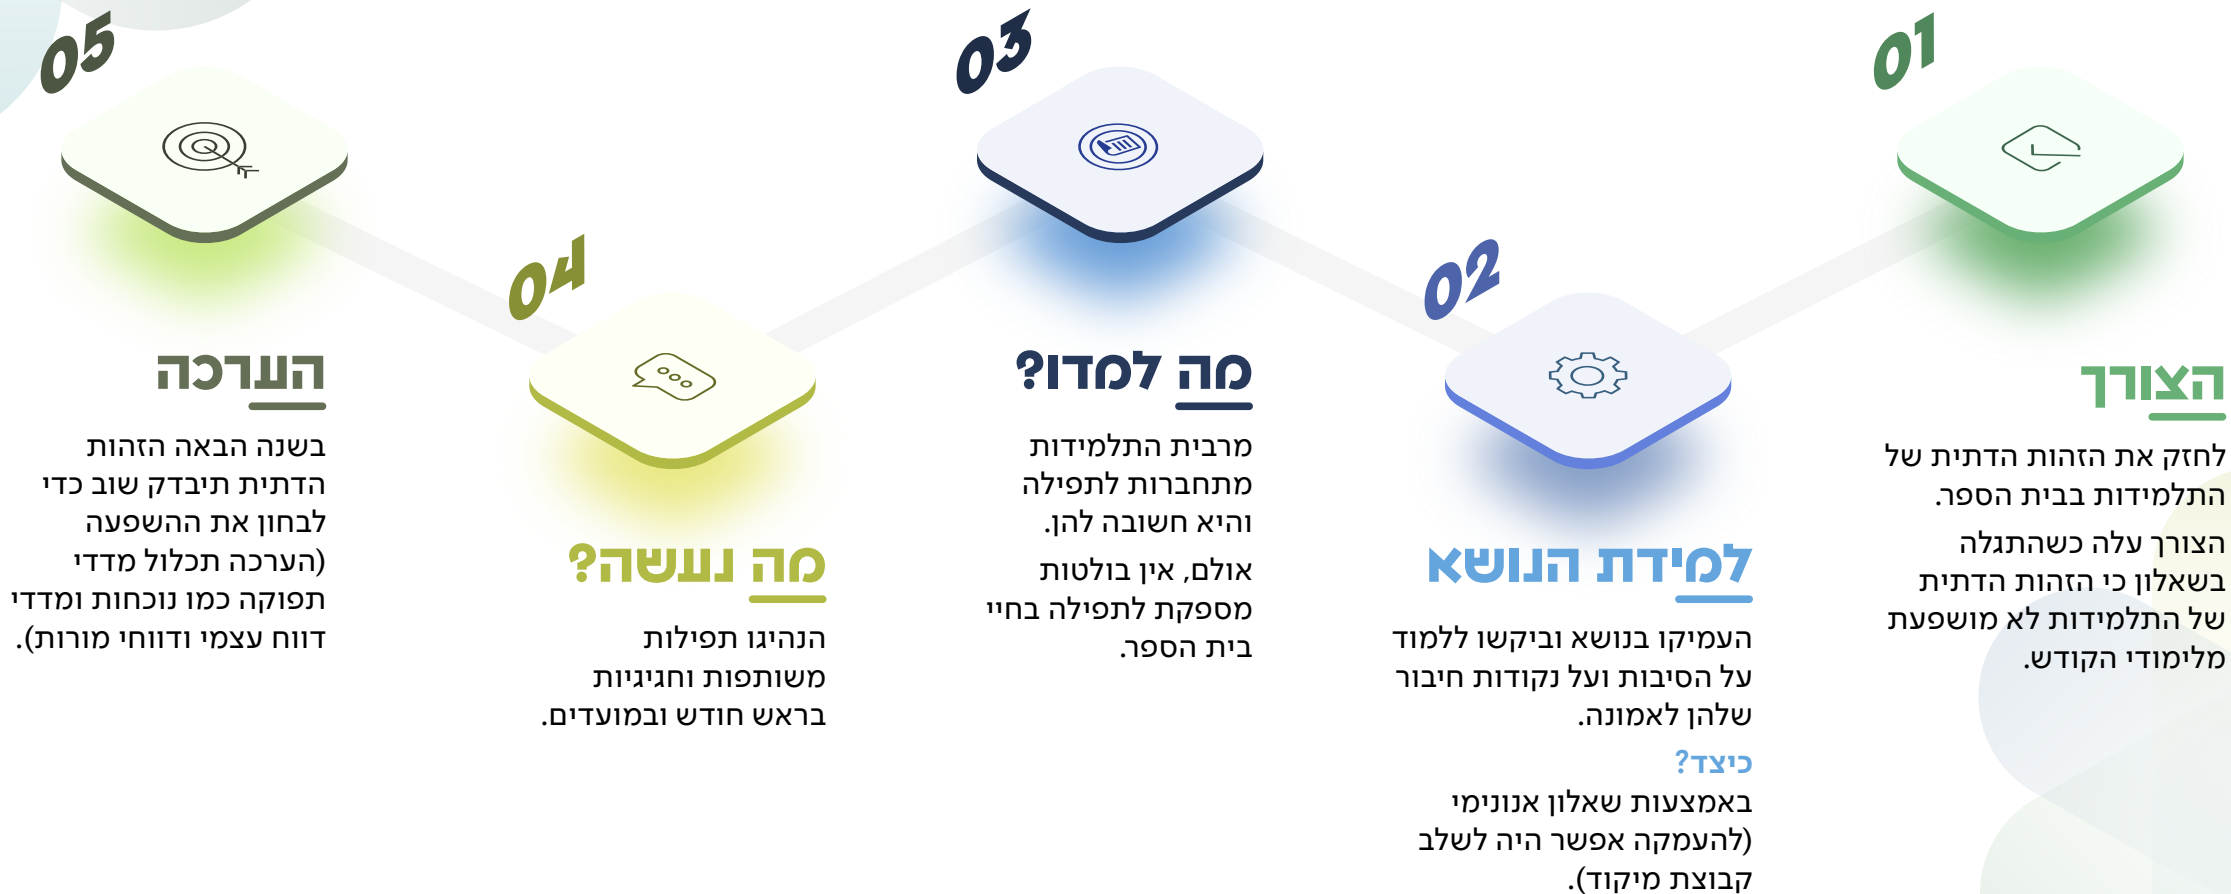 01
הצורך
לחזק את הזהות הדתית של
התלמידות בבית הספר.
הצורך עלה כשהתגלה
בשאלון כי הזהות הדתית
של התלמידות לא מושפעת
מלימודי הקודש.
02
למידת הנושא
העמיקו בנושא וביקשו ללמוד
על הסיבות ועל נקודות חיבור
שלהן לאמונה.
כיצד?
באמצעות שאלון אנונימי
(להעמקה אפשר היה לשלב
קבוצת מיקוד).
03
מה למדו?
מרבית התלמידות
מתחברות לתפילה
והיא חשובה להן.
אולם, אין בולטות
מספקת לתפילה בחיי
בית הספר.
04
מה נעשה?
הנהיגו תפילות
משותפות וחגיגיות
בראש חודש ובמועדים.
05
הערכה
בשנה הבאה הזהות
הדתית תיבדק שוב כדי
לבחון את ההשפעה
(הערכה תכלול מדדי
תפוקה כמו נוכחות ומדדי
דווח עצמי ודווחי מורות).